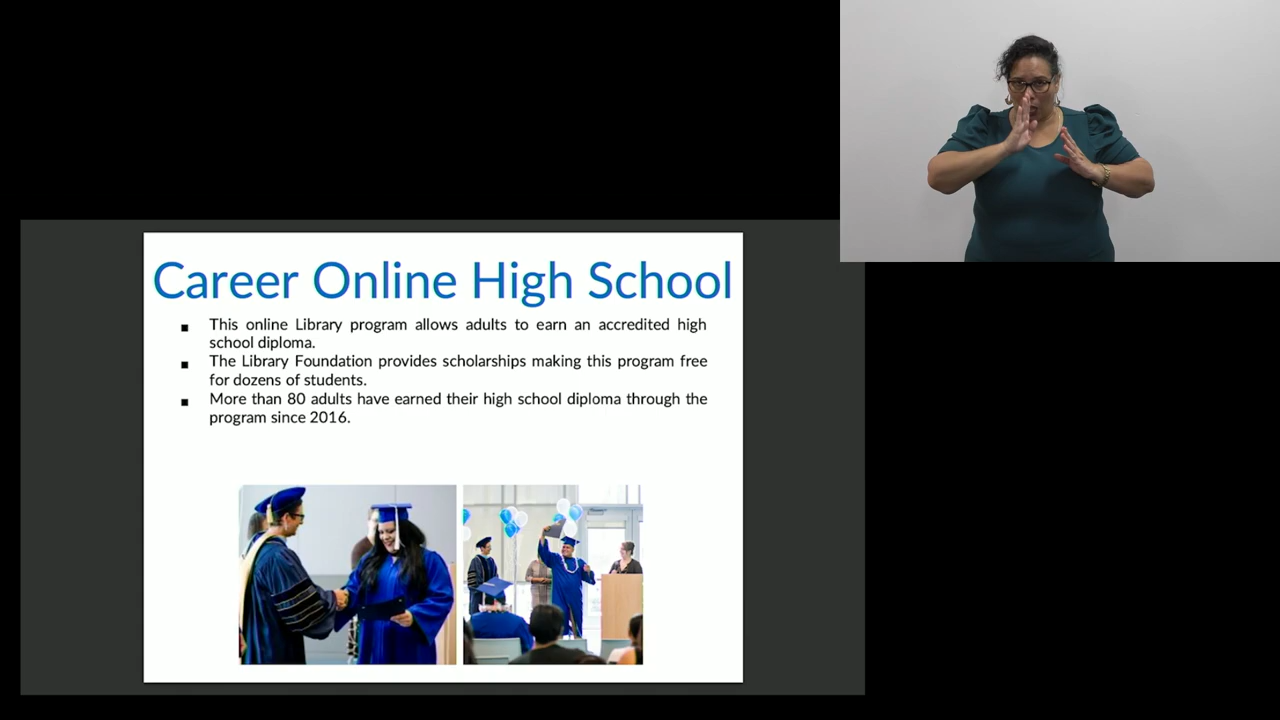 Career Online High School
■ This online Library program allows adults to earn an accredited high
school diploma.
■ The Library Foundation provides scholarships making this program free
for dozens of students.
■ More than 80 adults have earned their high school diploma through the
program since 2016.